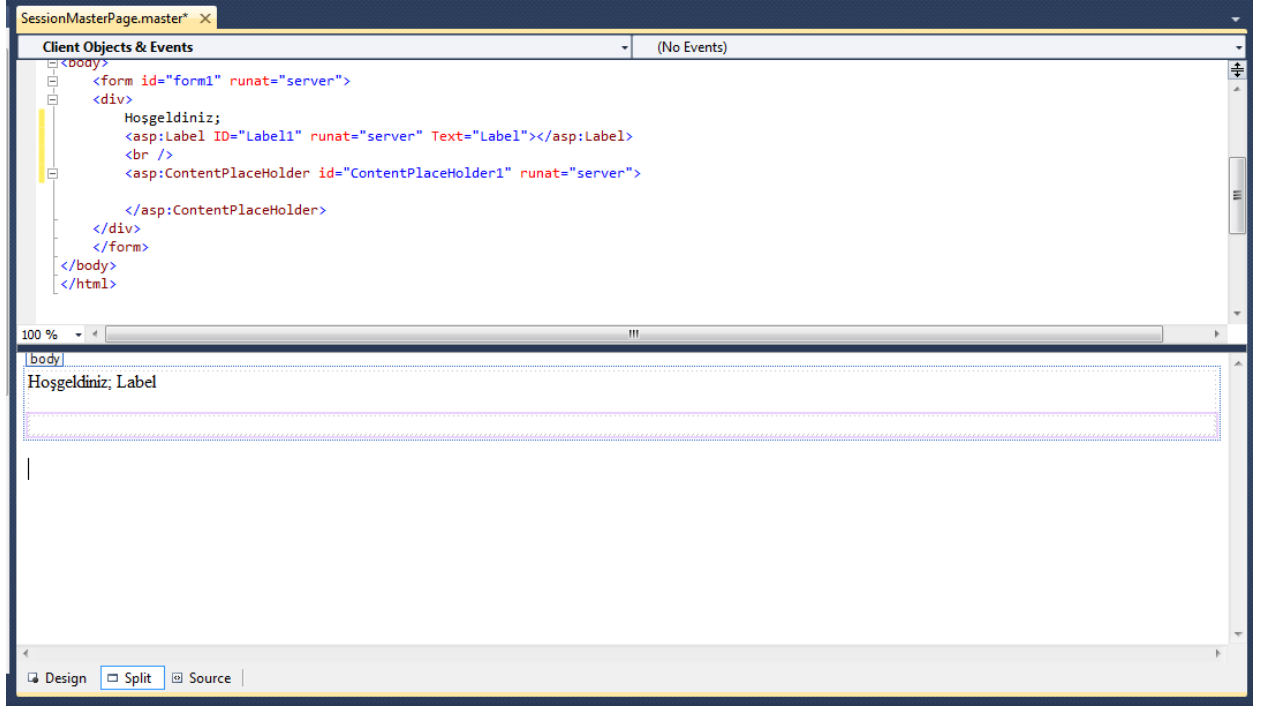 SessionMasterPage.master*
Client Objects & Events (No Events)
<body>
<form id="form1" runat="server">
<div>
Hoşgeldiniz;
<asp:Label ID="Label1" runat="server" Text="Label"></asp:Label>
<br />
<asp:ContentPlaceHolder id="ContentPlaceHolder1" runat="server">
</asp:ContentPlaceHolder>
</div>
</form>
</body>
</html>
100 %
body
Hoşgeldiniz; Label
Design Split Source